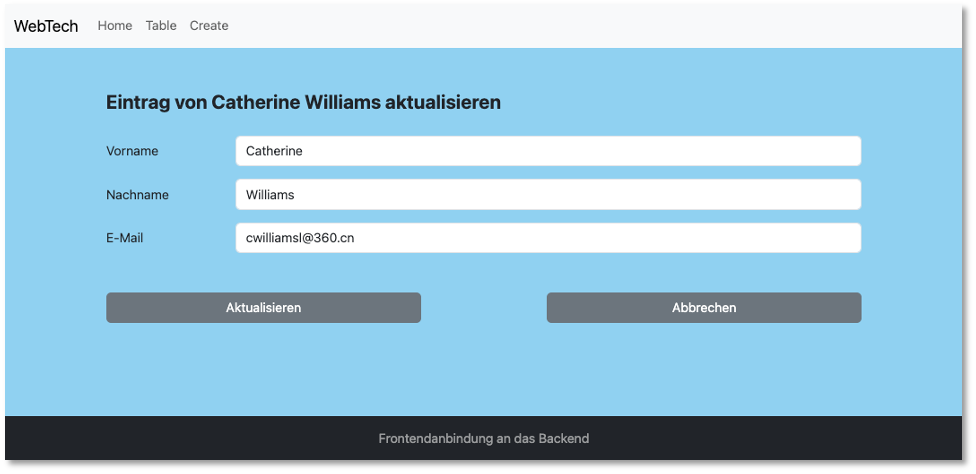 WebTech Home Table Create
Eintrag von Catherine Williams aktualisieren
Vorname Catherine
Nachname Williams
E-Mail cwilliamsl@360.cn
Aktualisieren Abbrechen
Frontendanbindung an das Backend